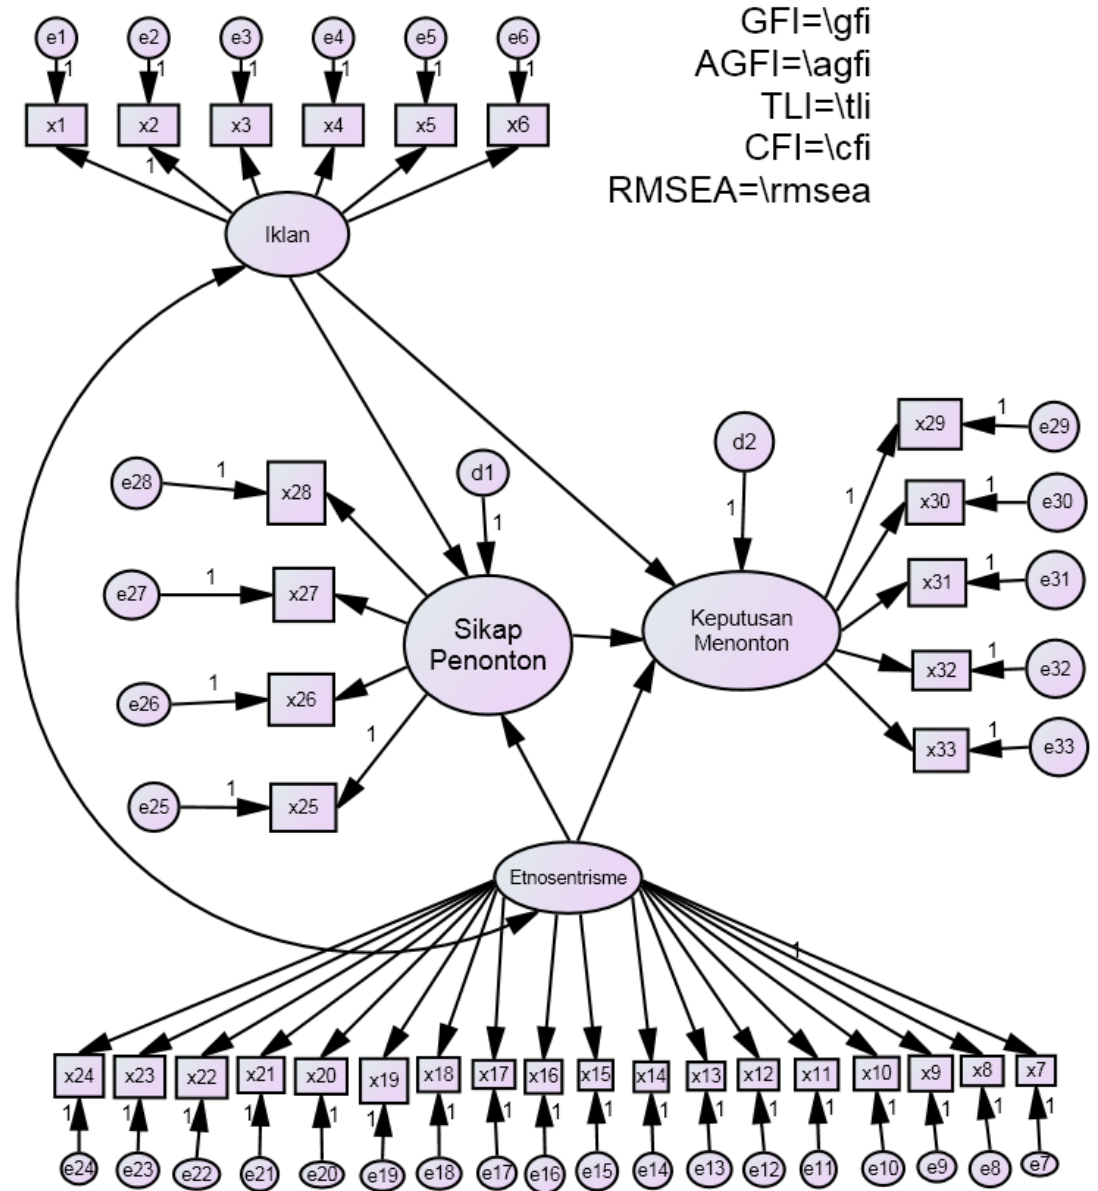 GFI=\gfi
AGFI=\agfi
TLI=\tli
CFI=\cfi
RMSEA=\rmsea
e1 e2 e3 e4 e5 e6
1 1 1 1 1 1
x1 x2 x3 x4 x5 x6
1
Iklan
x29 1 e29
d2
d1
e28 1 x28
1
1
1
x30 1 e30
e27 1 x27
x31 1 e31
Sikap
Penonton
Keputusan
Menonton
e26 1 x26
x32 1 e32
1
x33 1 e33
e25 1 x25
Etnosentrisme
1
x24 x23 x22 x21 x20 x19 x18 x17 x16 x15 x14 x13 x12 x11 x10 x9 x8 x7
1 1 1 1 1 1 1 1 1 1 1 1 1 1 1 1 1 1
e24 e23 e22 e21 e20 e19 e18 e17 e16 e15 e14 e13 e12 e11 e10 e9 e8 e7